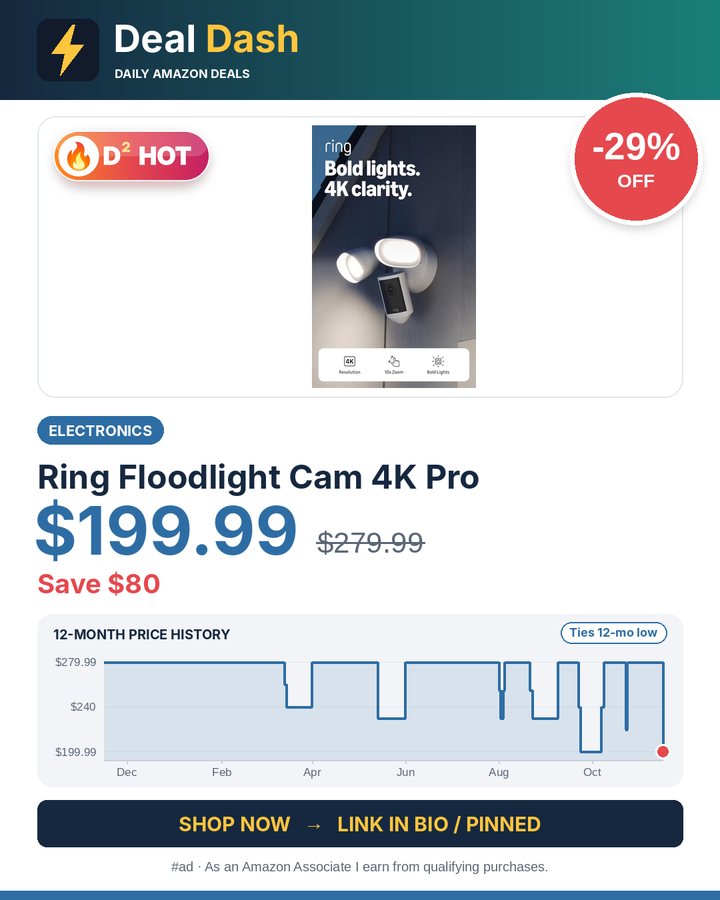 Deal Dash
DAILY AMAZON DEALS
D² HOT
-29%
OFF
ring
Bold lights.
4K clarity.
4K
Resolution
10x Zoom
Bold Lights
ELECTRONICS
Ring Floodlight Cam 4K Pro
$199.99 $279.99
Save $80
12-MONTH PRICE HISTORY
Ties 12-mo low
$279.99
$240
$199.99
Dec Feb Apr Jun Aug Oct
SHOP NOW → LINK IN BIO / PINNED
#ad · As an Amazon Associate I earn from qualifying purchases.